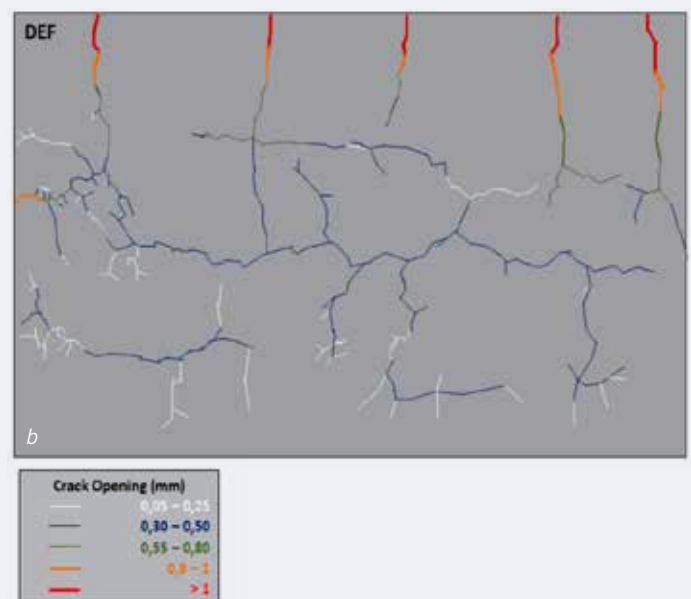 DEF
b
Crack Opening (mm)
0,05 – 0,25
0,30 – 0,50
0,55 – 0,80
0,8 – 1
> 1